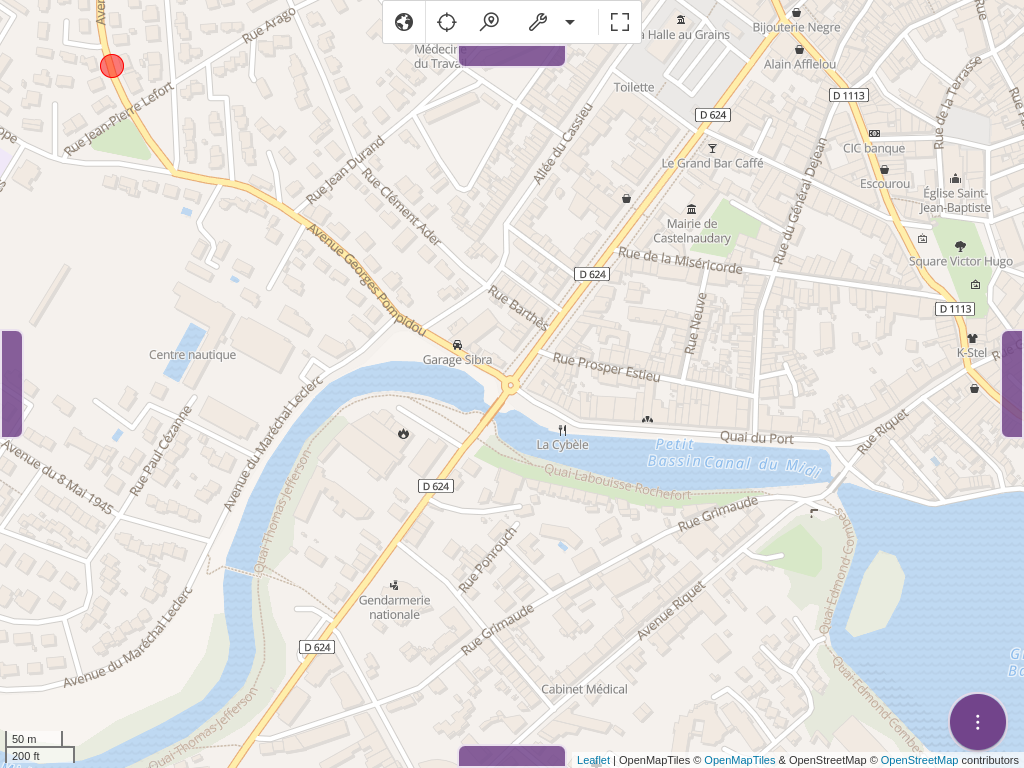 Rue Arago
Médecin
du Trava
a Halle au Grains
Bijouterie Negre
Alain Afflelou
Toilette
Rue Jean-Pierre Lefort
D 1113
D 624
Rue de la Terrasse
Allée du Cassieu
CIC banque
Escourou
Le Grand Bar Caffé
Rue Jean Durand
Rue Clément Ader
Rue du Général Dejean
Église Saint-
Jean-Baptiste
Mairie de
Castelnaudary
Square Victor Hugo
Avenue Georges Pompidou
Rue de la Miséricorde
D 624
D 1113
Rue Barthès
Rue Neuve
K-Stel
Centre nautique
Garage Sibra
Rue Prosper Estieu
Avenue du Maréchal Leclerc
Rue Paul Cézanne
Avenue du 8 Mai 1945
Rue Riquet
Quai du Port
La Cybèle
Petit
Bassin
Canal du Midi
Quai Labouisse Rochefort
Quai Thomas-Jefferson
D 624
Rue Grimaude
Rue Ponrouch
Gendarmerie
nationale
Rue Grimaude
Avenue Riquet
Quai Edmond Combes
Avenue du Maréchal Leclerc
D 624
Quai Edmond-Combes
Cabinet Médical
Quai Thomas-Jefferson
50 m
200 ft
Leaflet | OpenMapTiles © OpenMapTiles & OpenStreetMap © OpenStreetMap contributors